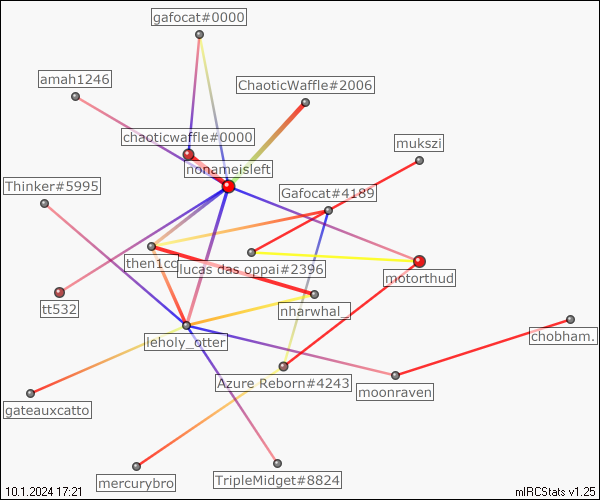 gafocat#0000
amah1246
ChaoticWaffle#2006
chaoticwaffle#0000
mukszi
nonameisleft
Thinker#5995
Gafocat#4189
then1cc
lucas das oppai#2396
motorthud
tt532
nharwhal_
leholy_otter
chobham.
Azure Reborn#4243
moonraven
gateauxcatto
mercurybro
TripleMidget#8824
10.1.2024 17:21
mIRCStats v1.25